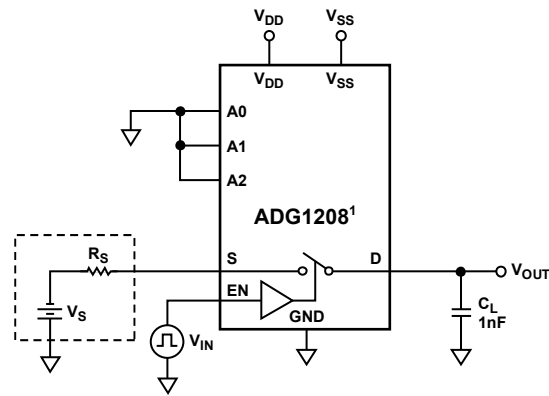 VDD
VSS
VDD
VSS
A0
A1
A2
ADG1208¹
RS
S
D
VOUT
EN
VS
GND
CL
1nF
VIN